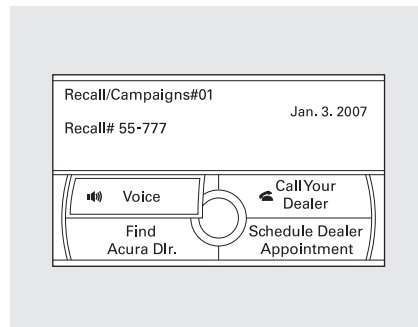 Recall/Campaigns#01
Jan. 3. 2007
Recall# 55-777
Voice
Call Your
Dealer
Find
Acura Dlr.
Schedule Dealer
Appointment